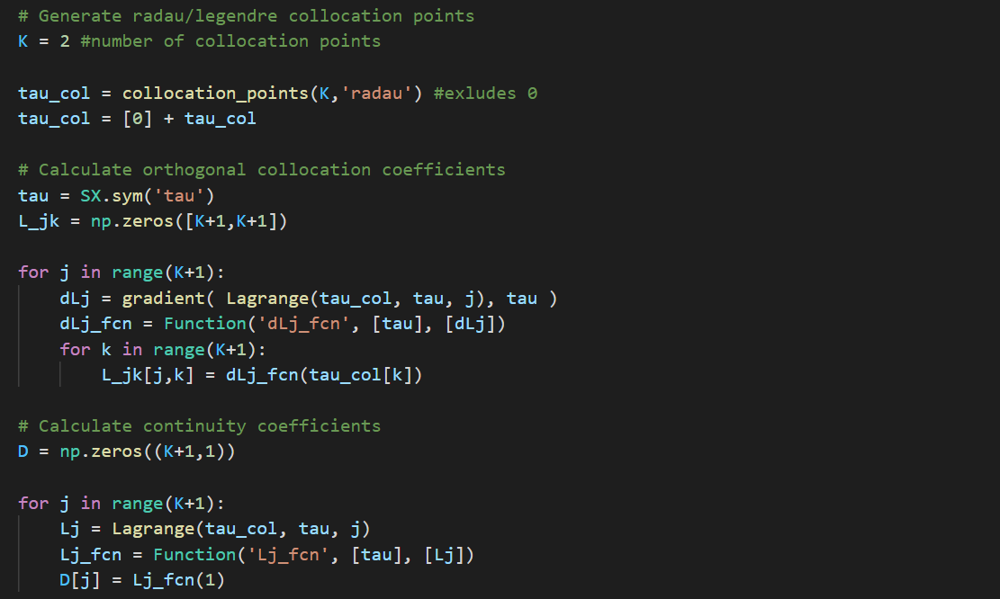 # Generate radau/legendre collocation points
K = 2 #number of collocation points
tau_col = collocation_points(K,'radau') #exludes 0
tau_col = [0] + tau_col
# Calculate orthogonal collocation coefficients
tau = SX.sym('tau')
L_jk = np.zeros([K+1,K+1])
for j in range(K+1):
    dLj = gradient( Lagrange(tau_col, tau, j), tau )
    dLj_fcn = Function('dLj_fcn', [tau], [dLj])
    for k in range(K+1):
        L_jk[j,k] = dLj_fcn(tau_col[k])
# Calculate continuity coefficients
D = np.zeros((K+1,1))
for j in range(K+1):
    Lj = Lagrange(tau_col, tau, j)
    Lj_fcn = Function('Lj_fcn', [tau], [Lj])
    D[j] = Lj_fcn(1)